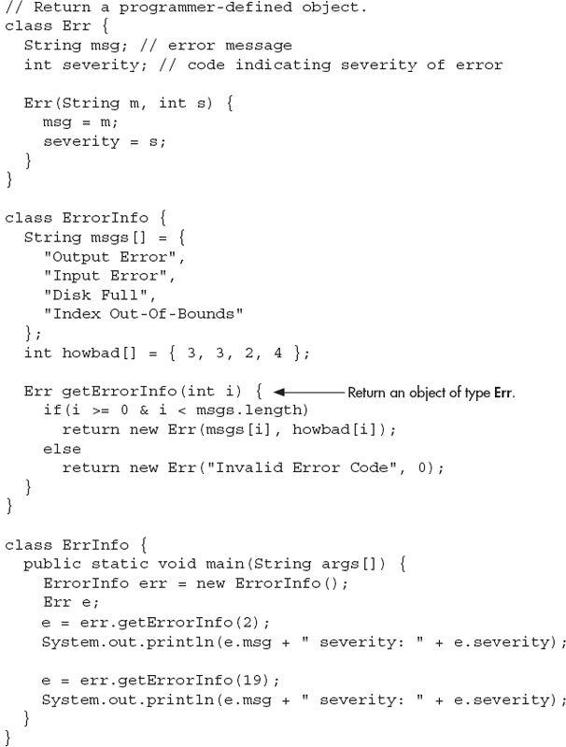 // Return a programmer-defined object.
class Err {
  String msg; // error message
  int severity; // code indicating severity of error

  Err(String m, int s) {
    msg = m;
    severity = s;
  }
}

class ErrorInfo {
  String msgs[] = {
    "Output Error",
    "Input Error",
    "Disk Full",
    "Index Out-Of-Bounds"
  };
  int howbad[] = { 3, 3, 2, 4 };

  Err getErrorInfo(int i) { Return an object of type Err.
    if(i >= 0 & i < msgs.length)
      return new Err(msgs[i], howbad[i]);
    else
      return new Err("Invalid Error Code", 0);
  }
}

class ErrInfo {
  public static void main(String args[]) {
    ErrorInfo err = new ErrorInfo();
    Err e;
    e = err.getErrorInfo(2);
    System.out.println(e.msg + " severity: " + e.severity);

    e = err.getErrorInfo(19);
    System.out.println(e.msg + " severity: " + e.severity);
  }
}